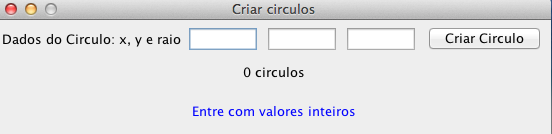 Criar circulos
Dados do Circulo: x, y e raio Criar Circulo
0 circulos
Entre com valores inteiros